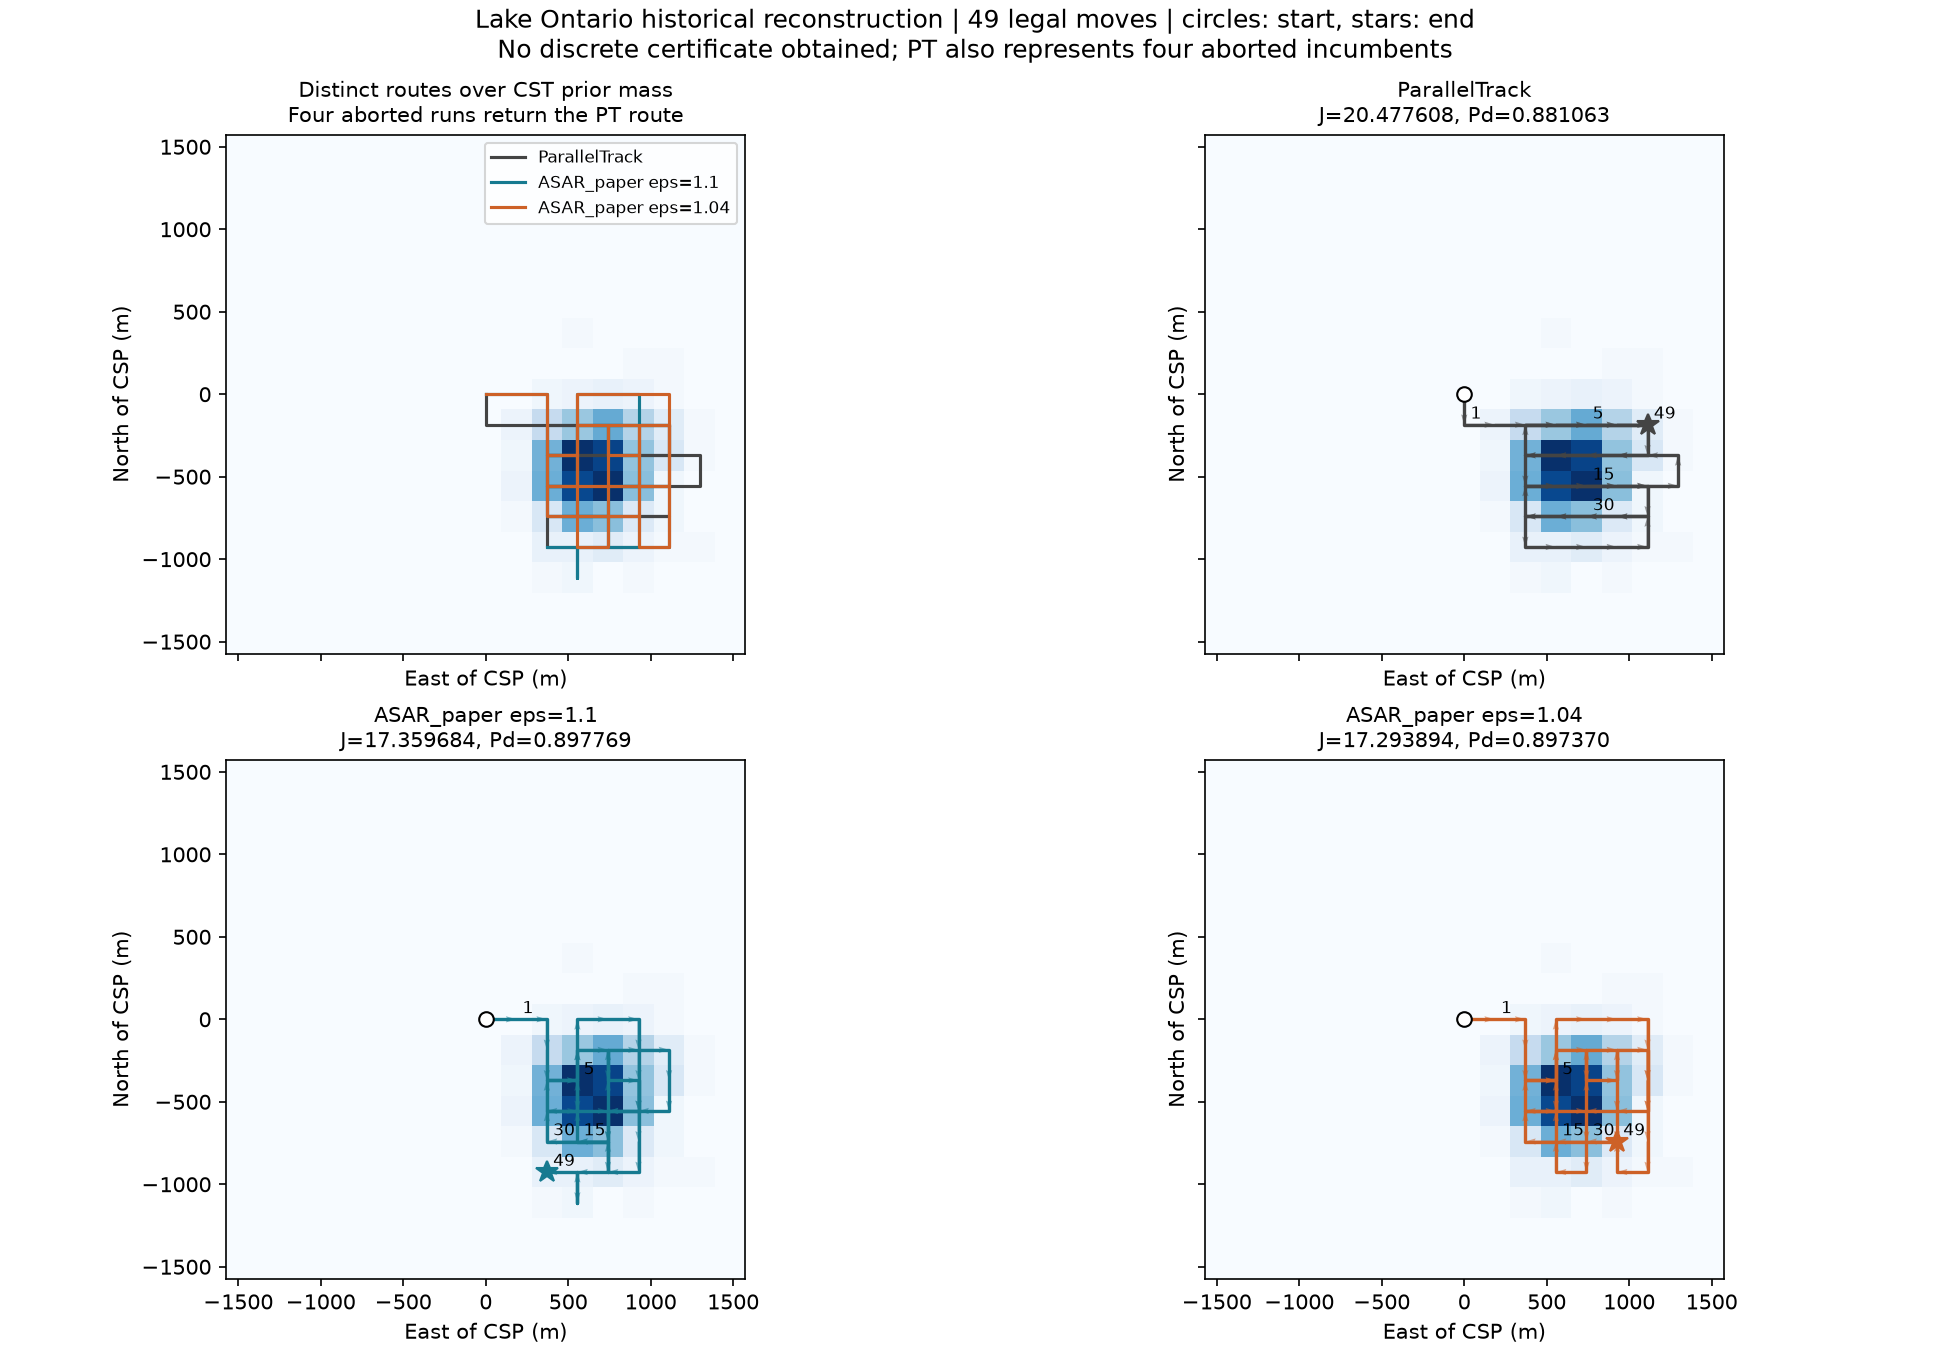 Lake Ontario historical reconstruction | 49 legal moves | circles: start, stars: end
No discrete certificate obtained; PT also represents four aborted incumbents
Distinct routes over CST prior mass
Four aborted runs return the PT route
ParallelTrack
ASAR_paper eps=1.1
ASAR_paper eps=1.04
1500
1000
500
0
−500
−1000
−1500
North of CSP (m)
East of CSP (m)
ParallelTrack
J=20.477608, Pd=0.881063
1
5
49
15
30
North of CSP (m)
East of CSP (m)
ASAR_paper eps=1.1
J=17.359684, Pd=0.897769
1500
1000
500
0
−500
−1000
−1500
North of CSP (m)
1
5
30
15
49
−1500
−1000
−500
0
500
1000
1500
East of CSP (m)
ASAR_paper eps=1.04
J=17.293894, Pd=0.897370
North of CSP (m)
1
5
15
30
49
−1500
−1000
−500
0
500
1000
1500
East of CSP (m)